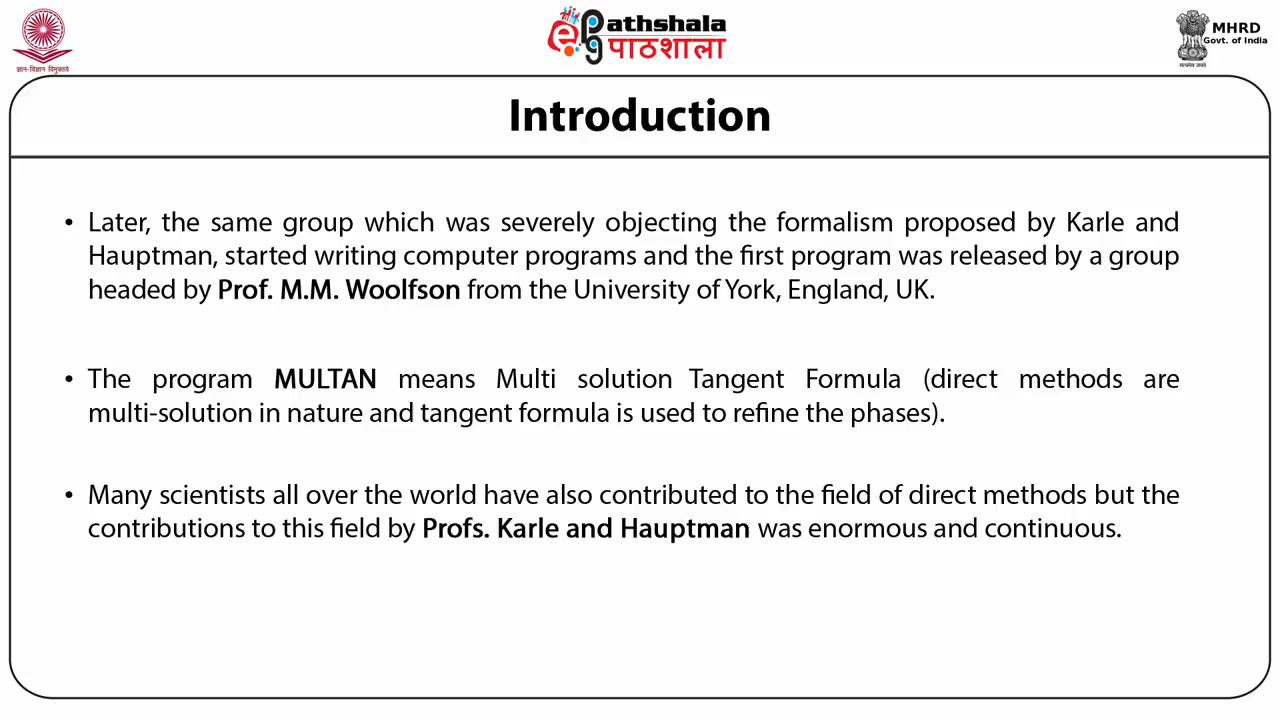 ज्ञान-विज्ञान विमुक्तये
ePathshala
पाठशाला
MHRD
Govt. of India
सत्यमेव जयते
Introduction
• Later, the same group which was severely objecting the formalism proposed by Karle and
Hauptman, started writing computer programs and the first program was released by a group
headed by Prof. M.M. Woolfson from the University of York, England, UK.
• The program MULTAN means Multi solution Tangent Formula (direct methods are
multi-solution in nature and tangent formula is used to refine the phases).
• Many scientists all over the world have also contributed to the field of direct methods but the
contributions to this field by Profs. Karle and Hauptman was enormous and continuous.